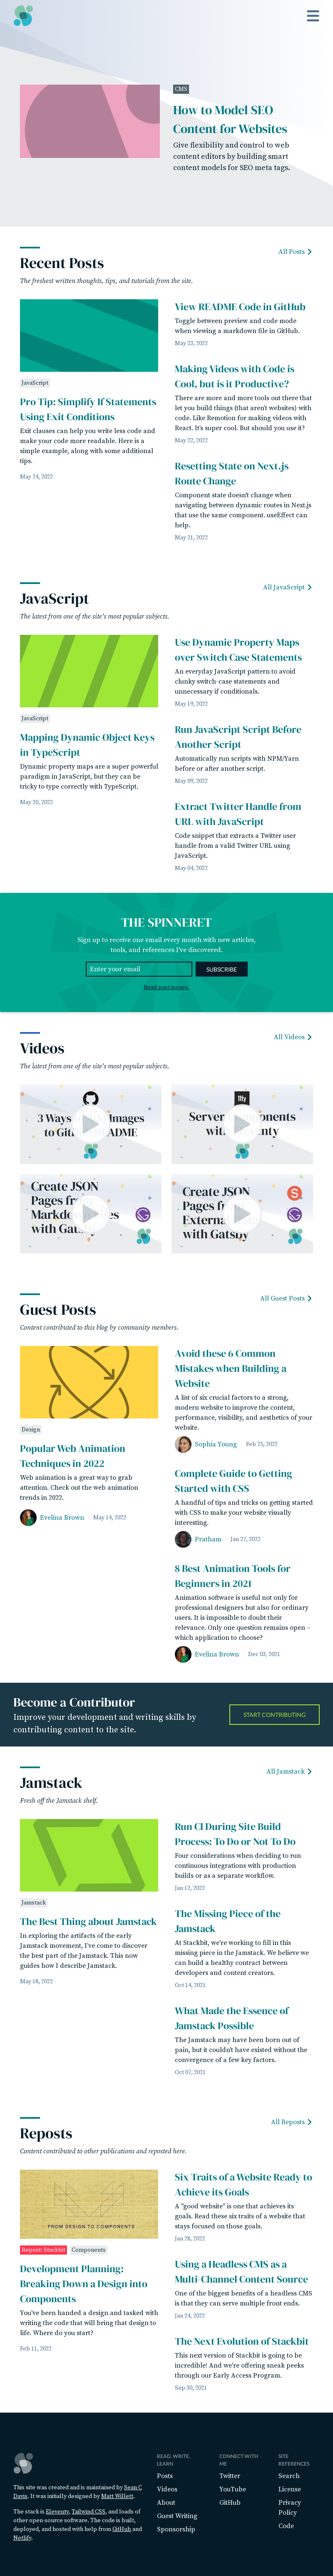 CMS
How to Model SEO
Content for Websites
Give flexibility and control to web
content editors by building smart
content models for SEO meta tags.
All Posts
Recent Posts
The freshest written thoughts, tips, and tutorials from the site.
JavaScript
Pro Tip: Simplify If Statements
Using Exit Conditions
Exit clauses can help you write less code and
make your code more readable. Here is a
simple example, along with some additional
tips.
May 24, 2022
View README Code in GitHub
Toggle between preview and code mode
when viewing a markdown file in GitHub.
May 23, 2022
Making Videos with Code is
Cool, but is it Productive?
There are more and more tools out there that
let you build things (that aren't websites) with
code. Like Remotion for making videos with
React. It's super cool. But should you use it?
May 22, 2022
Resetting State on Next.js
Route Change
Component state doesn't change when
navigating between dynamic routes in Next.js
that use the same component. useEffect can
help.
May 21, 2022
All JavaScript
JavaScript
The latest from one of the site's most popular subjects.
JavaScript
Mapping Dynamic Object Keys
in TypeScript
Dynamic property maps are a super powerful
paradigm in JavaScript, but they can be
tricky to type correctly with TypeScript.
May 20, 2022
Use Dynamic Property Maps
over Switch Case Statements
An everyday JavaScript pattern to avoid
clunky switch-case statements and
unnecessary if conditionals.
May 19, 2022
Run JavaScript Script Before
Another Script
Automatically run scripts with NPM/Yarn
before or after another script.
May 09, 2022
Extract Twitter Handle from
URL with JavaScript
Code snippet that extracts a Twitter user
handle from a valid Twitter URL using
JavaScript.
May 04, 2022
THE SPINNERET
Sign up to receive one email every month with new articles,
tools, and references I've discovered.
Enter your email
SUBSCRIBE
Read past issues.
All Videos
Videos
The latest from one of the site's most popular subjects.
3 Ways Images
to Gi ADME
11ty
Server onents
with nty
Create JSON
Pages fr
Markdo es
with Gats
Create JSON
Pages f
Extern
with Gatsby
All Guest Posts
Guest Posts
Content contributed to this blog by community members.
Design
Popular Web Animation
Techniques in 2022
Web animation is a great way to grab
attention. Check out the web animation
trends in 2022.
Evelina Brown · May 14, 2022
Avoid these 6 Common
Mistakes when Building a
Website
A list of six crucial factors to a strong,
modern website to improve the content,
performance, visibility, and aesthetics of your
website.
Sophia Young · Feb 25, 2022
Complete Guide to Getting
Started with CSS
A handful of tips and tricks on getting started
with CSS to make your website visually
interesting.
Pratham · Jan 27, 2022
8 Best Animation Tools for
Beginners in 2021
Animation software is useful not only for
professional designers but also for ordinary
users. It is impossible to doubt their
relevance. Only one question remains open –
which application to choose?
Evelina Brown · Dec 03, 2021
Become a Contributor
Improve your development and writing skills by
contributing content to the site.
START CONTRIBUTING
All Jamstack
Jamstack
Fresh off the Jamstack shelf.
Jamstack
The Best Thing about Jamstack
In exploring the artifacts of the early
Jamstack movement, I've come to discover
the best part of the Jamstack. This now
guides how I describe Jamstack.
May 18, 2022
Run CI During Site Build
Process: To Do or Not To Do
Four considerations when deciding to run
continuous integrations with production
builds or as a separate workflow.
Jan 12, 2022
The Missing Piece of the
Jamstack
At Stackbit, we're working to fill in this
missing piece in the Jamstack. We believe we
can build a healthy contract between
developers and content creators.
Oct 14, 2021
What Made the Essence of
Jamstack Possible
The Jamstack may have been born out of
pain, but it couldn't have existed without the
convergence of a few key factors.
Oct 07, 2021
All Reposts
Reposts
Content contributed to other publications and reposted here.
FROM DESIGN TO COMPONENTS
Repost: Stackbit
Components
Development Planning:
Breaking Down a Design into
Components
You've been handed a design and tasked with
writing the code that will bring that design to
life. Where do you start?
Feb 11, 2022
Six Traits of a Website Ready to
Achieve its Goals
A "good website" is one that achieves its
goals. Read these six traits of a website that
stays focused on those goals.
Jan 28, 2022
Using a Headless CMS as a
Multi-Channel Content Source
One of the biggest benefits of a headless CMS
is that they can serve multiple front ends.
Jan 24, 2022
The Next Evolution of Stackbit
This next version of Stackbit is going to be
incredible! And we're offering sneak peeks
through our Early Access Program.
Sep 30, 2021
This site was created and is maintained by Sean C
Davis. It was initially designed by Matt Willett.
The stack is Eleventy, Tailwind CSS, and loads of
other open source software. The code is built,
deployed, and hosted with help from GitHub and
Netlify.
READ, WRITE,
LEARN
Posts
Videos
About
Guest Writing
Sponsorship
CONNECT WITH
ME
Twitter
YouTube
GitHub
SITE
REFERENCES
Search
License
Privacy
Policy
Code